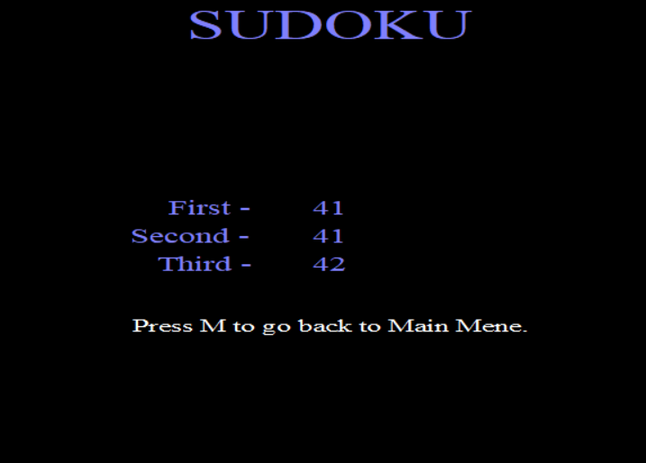 SUDOKU
First - 41
Second - 41
Third - 42
Press M to go back to Main Mene.